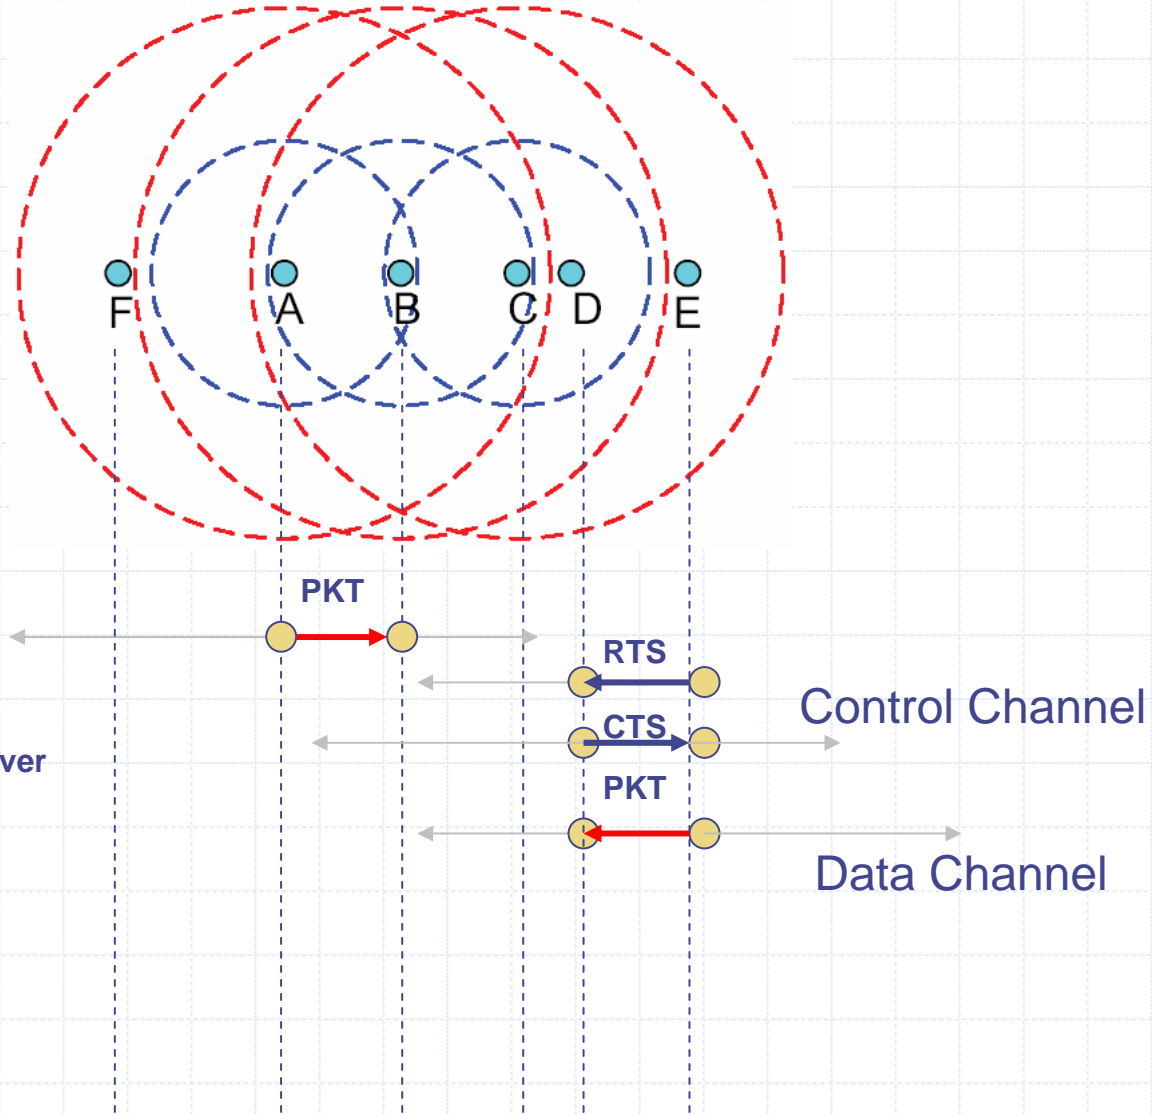 F
A
B
C
D
E
PKT
RTS
Control Channel
CTS
ver
PKT
Data Channel